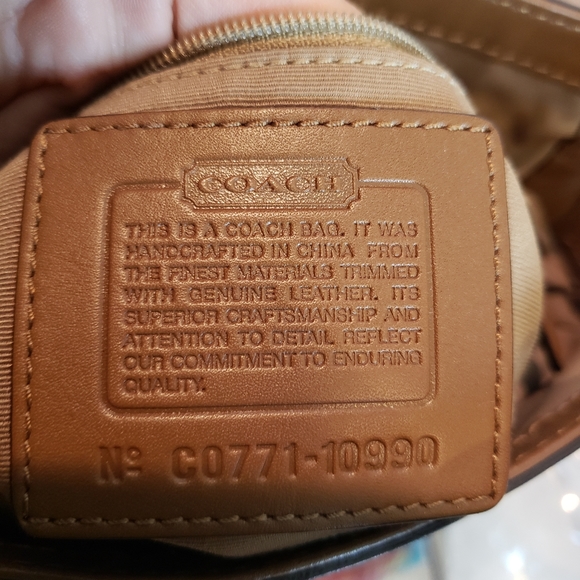 COACH
THIS IS A COACH BAG. IT WAS
HANDCRAFTED IN CHINA FROM
THE FINEST MATERIALS TRIMMED
WITH GENUINE LEATHER. ITS
SUPERIOR CRAFTSMANSHIP AND
ATTENTION TO DETAIL REFLECT
OUR COMMITMENT TO ENDURING
QUALITY.
Nº C0771-10990